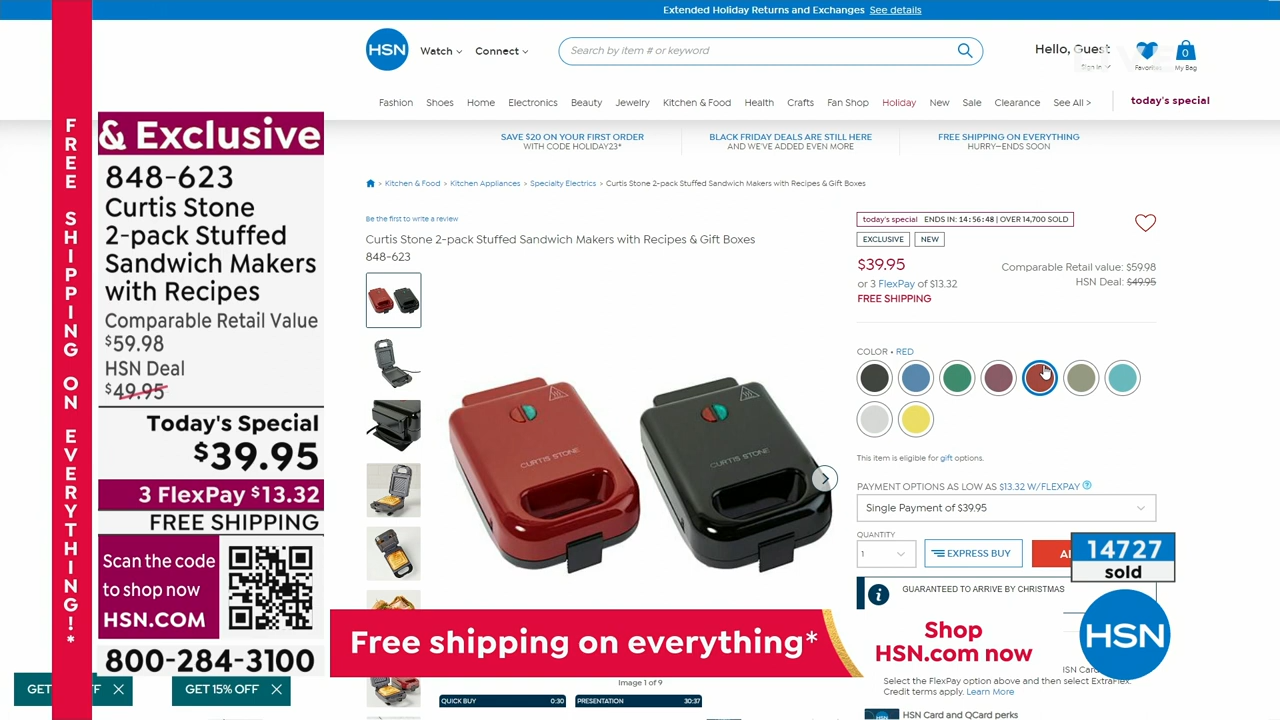 Extended Holiday Returns and Exchanges See details
HSN
Watch
Connect
Search by item # or keyword
Hello, Guest
Sign In
Favorites
0
My Bag
Fashion Shoes Home Electronics Beauty Jewelry Kitchen & Food Health Crafts Fan Shop Holiday New Sale Clearance See All > today's special
SAVE $20 ON YOUR FIRST ORDER
WITH CODE HOLIDAY23*
BLACK FRIDAY DEALS ARE STILL HERE
AND WE'VE ADDED EVEN MORE
FREE SHIPPING ON EVERYTHING
HURRY—ENDS SOON
FREE SHIPPING ON EVERYTHING!*
& Exclusive
848-623
Curtis Stone
2-pack Stuffed
Sandwich Makers
with Recipes
Comparable Retail Value
$59.98
HSN Deal
$49.95
Today's Special
$39.95
3 FlexPay $13.32
FREE SHIPPING
Scan the code
to shop now
HSN.COM
800-284-3100
GET 15% OFF
Kitchen & Food > Kitchen Appliances > Specialty Electrics > Curtis Stone 2-pack Stuffed Sandwich Makers with Recipes & Gift Boxes
Be the first to write a review
Curtis Stone 2-pack Stuffed Sandwich Makers with Recipes & Gift Boxes
848-623
CURTIS STONE
CURTIS STONE
today's special ENDS IN: 14:56:48 | OVER 14,700 SOLD
EXCLUSIVE
NEW
$39.95
or 3 FlexPay of $13.32
FREE SHIPPING
Comparable Retail value: $59.98
HSN Deal: $49.95
COLOR • RED
This item is eligible for gift options.
PAYMENT OPTIONS AS LOW AS $13.32 W/FLEXPAY
Single Payment of $39.95
QUANTITY
1
EXPRESS BUY
14727
sold
GUARANTEED TO ARRIVE BY CHRISTMAS
Free shipping on everything*
Shop
HSN.com now
HSN
Select the FlexPay option above and then select ExtraFlex.
Credit terms apply. Learn More
Image 1 of 9
QUICK BUY 0:30
PRESENTATION 30:37
HSN Card and QCard perks